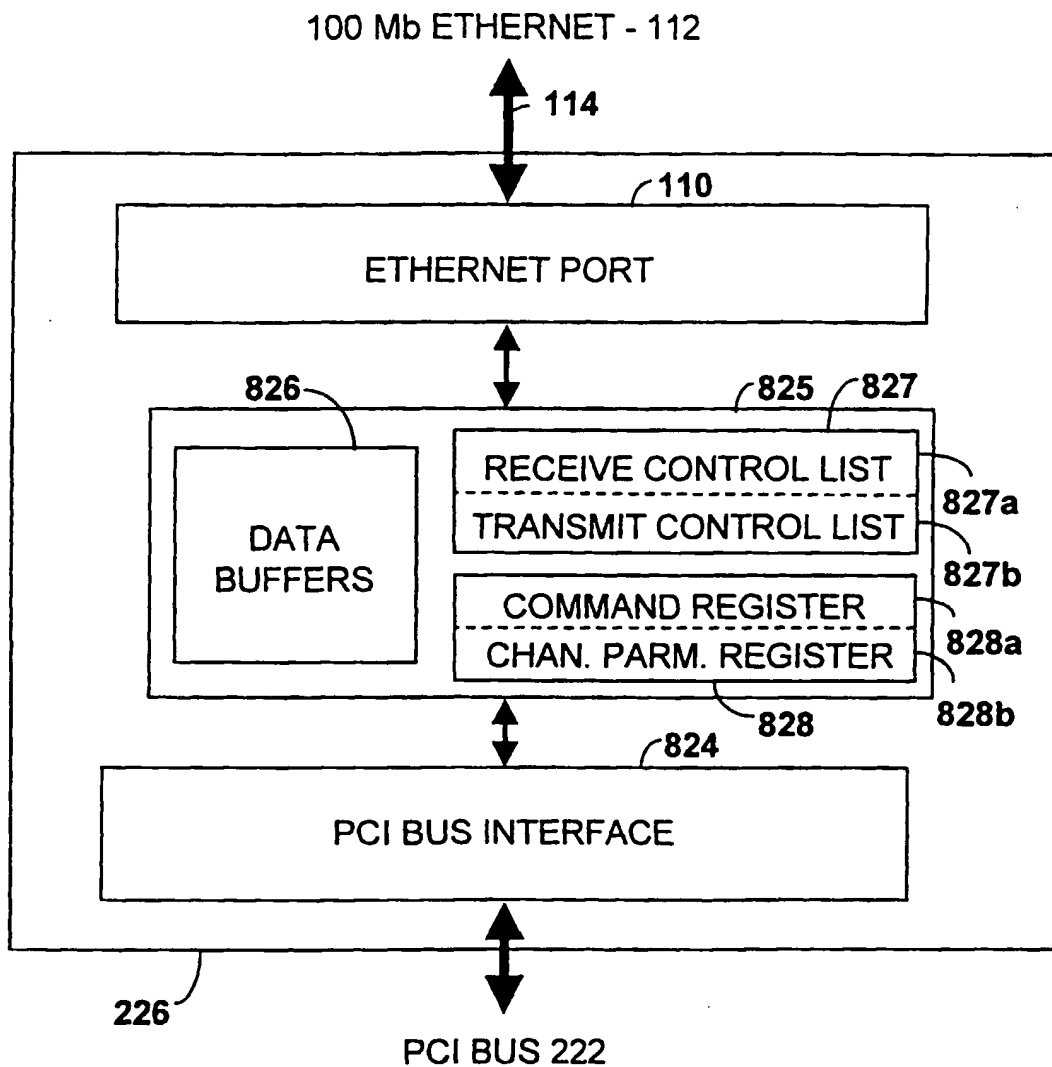 100 Mb ETHERNET - 112
114
110
ETHERNET PORT
826
825
827
DATA
BUFFERS
RECEIVE CONTROL LIST
827a
TRANSMIT CONTROL LIST
827b
COMMAND REGISTER
828a
CHAN. PARM. REGISTER
828b
828
824
PCI BUS INTERFACE
226
PCI BUS 222